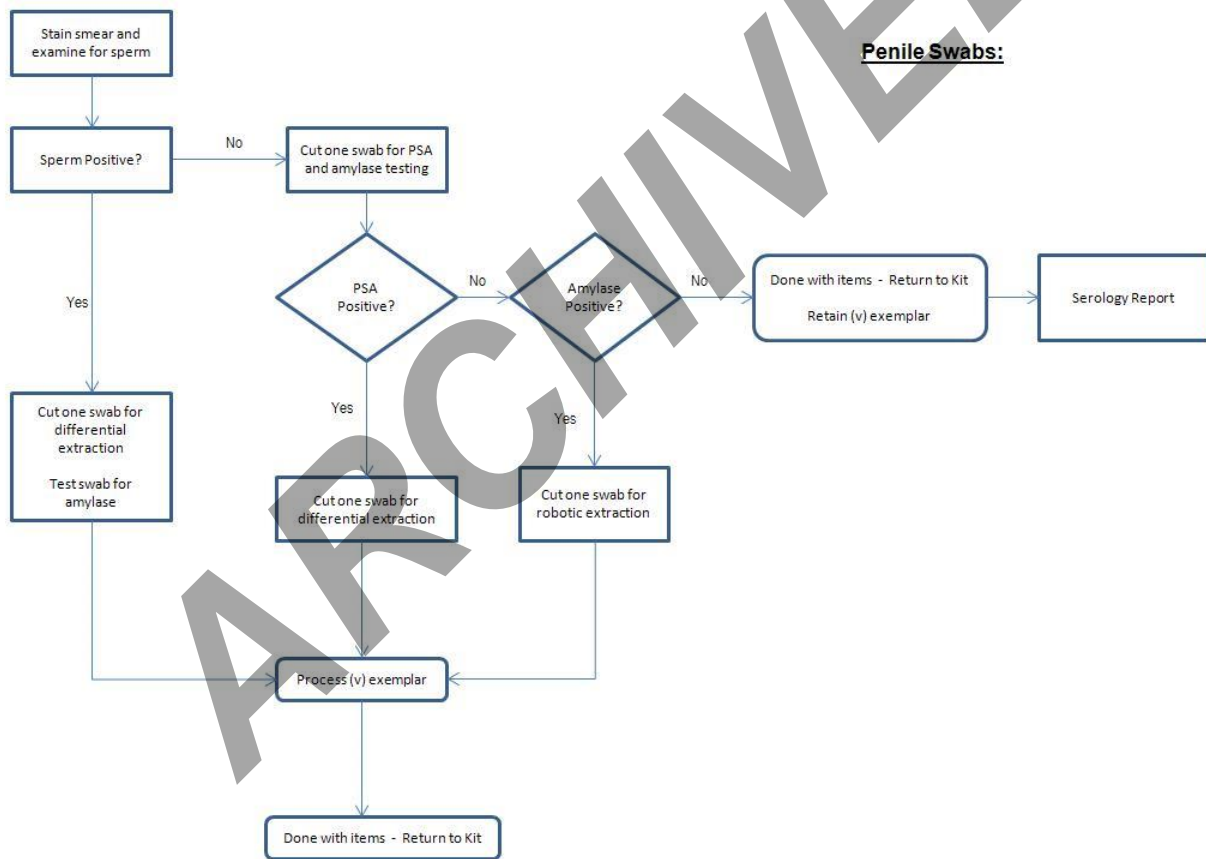 Penile Swabs:
Stain smear and
examine for sperm
Sperm Positive?
No
Cut one swab for PSA
and amylase testing
Yes
PSA
Positive?
No
Amylase
Positive?
No
Done with items - Return to Kit
Retain (v) exemplar
Serology Report
Cut one swab for
differential
extraction
Test swab for
amylase
Yes
Cut one swab for
differential extraction
Yes
Cut one swab for
robotic extraction
Process (v) exemplar
Done with items - Return to Kit
ARCHIVE